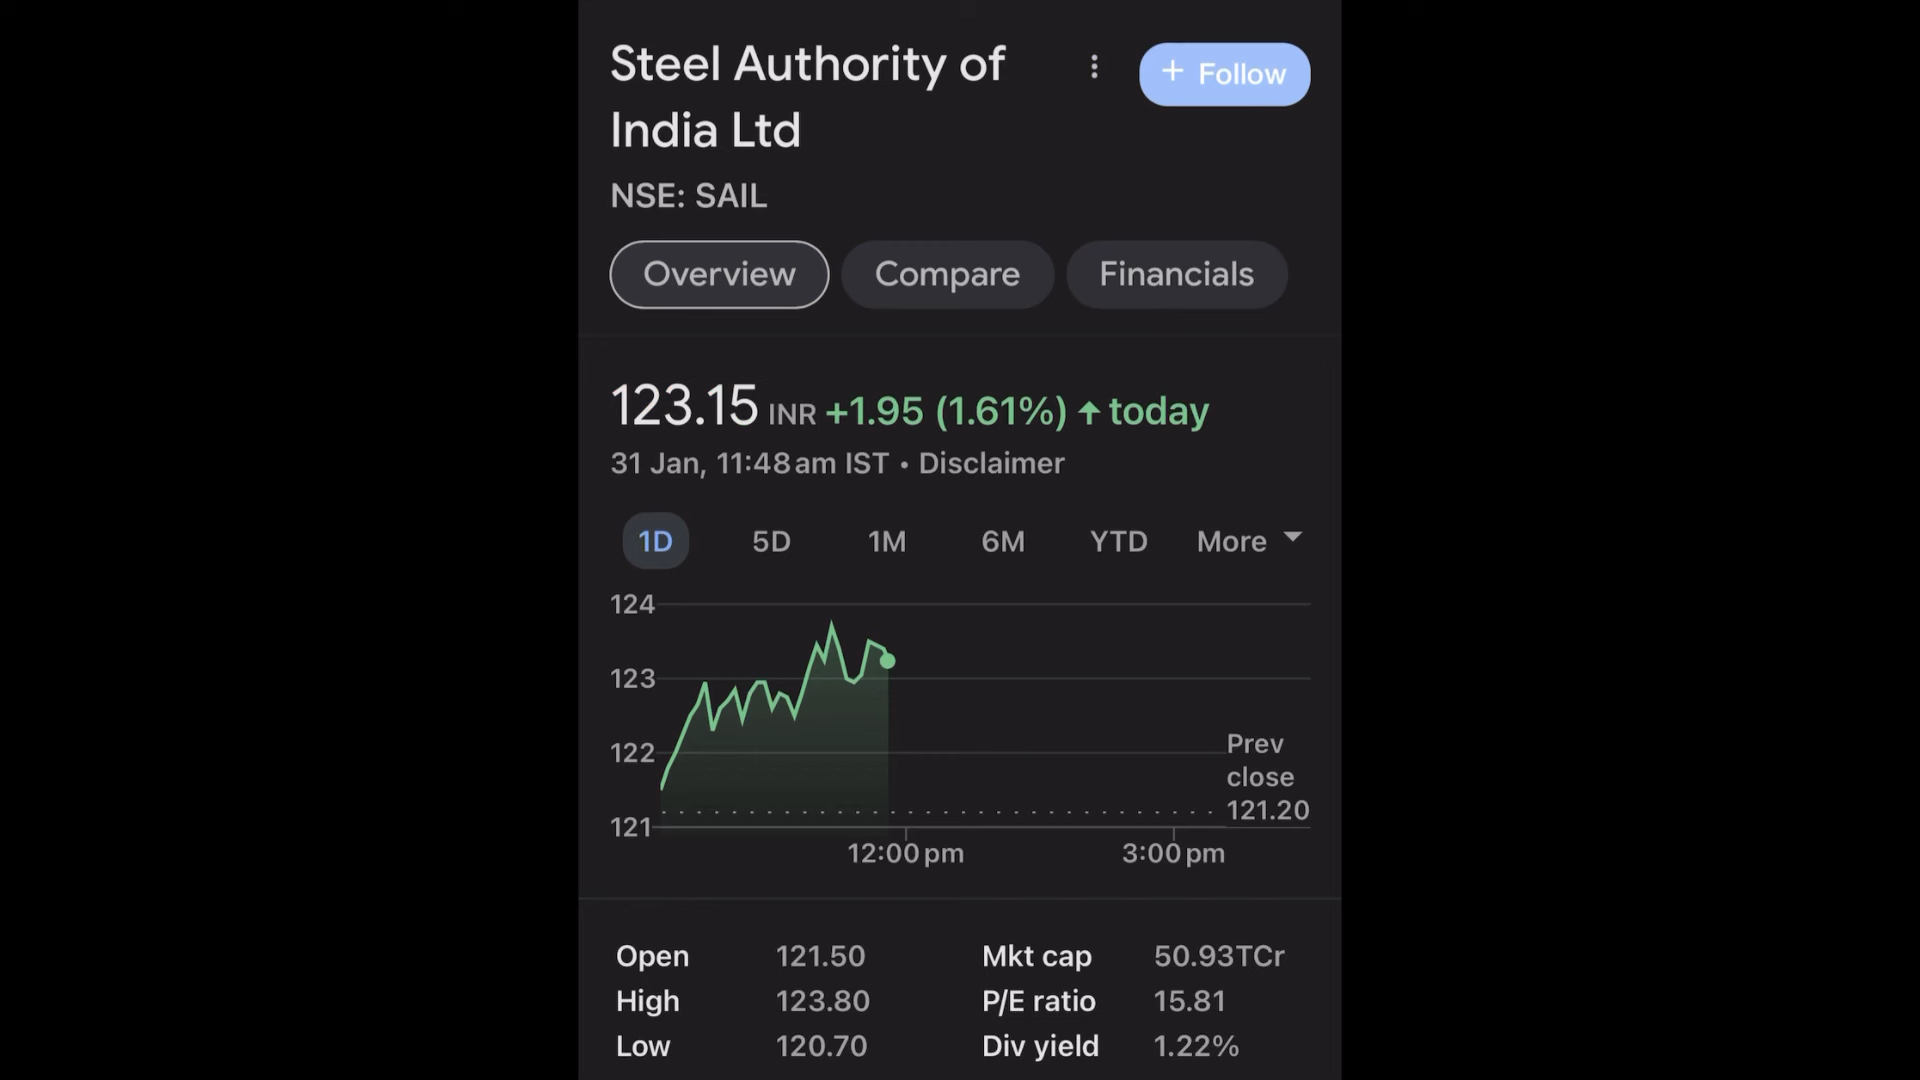 Steel Authority of
India Ltd
+ Follow
NSE: SAIL
Overview Compare Financials
123.15 INR +1.95 (1.61%) ↑ today
31 Jan, 11:48 am IST • Disclaimer
1D 5D 1M 6M YTD More
124
123
122
121
Prev
close
121.20
12:00 pm 3:00 pm
Open 121.50 Mkt cap 50.93TCr
High 123.80 P/E ratio 15.81
Low 120.70 Div yield 1.22%